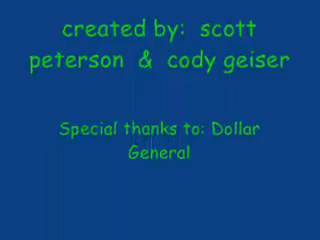 created by: scott
peterson & cody geiser
Special thanks to: Dollar
General